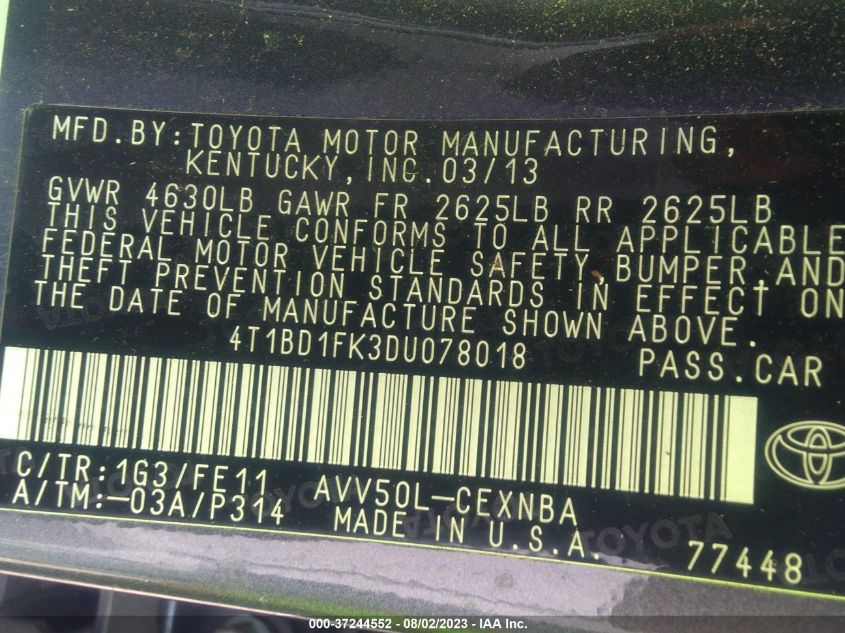 MFD.BY:TOYOTA MOTOR MANUFACTURING,
KENTUCKY,INC.03/13
GVWR 4630LB GAWR FR 2625LB RR 2625LB
THIS VEHICLE CONFORMS TO ALL APPLICABLE
FEDERAL MOTOR VEHICLE SAFETY,BUMPER,AND
THEFT PREVENTION STANDARDS IN EFFECT ON
THE DATE OF MANUFACTURE SHOWN ABOVE.
4T1BD1FK3DU078018 PASS.CAR
C/TR:1G3/FE11 AVV50L-CEXNBA
A/TM:-03A/P314 MADE IN U.S.A.
TOYOTA
77448
000-37244552 - 08/02/2023 - IAA Inc.